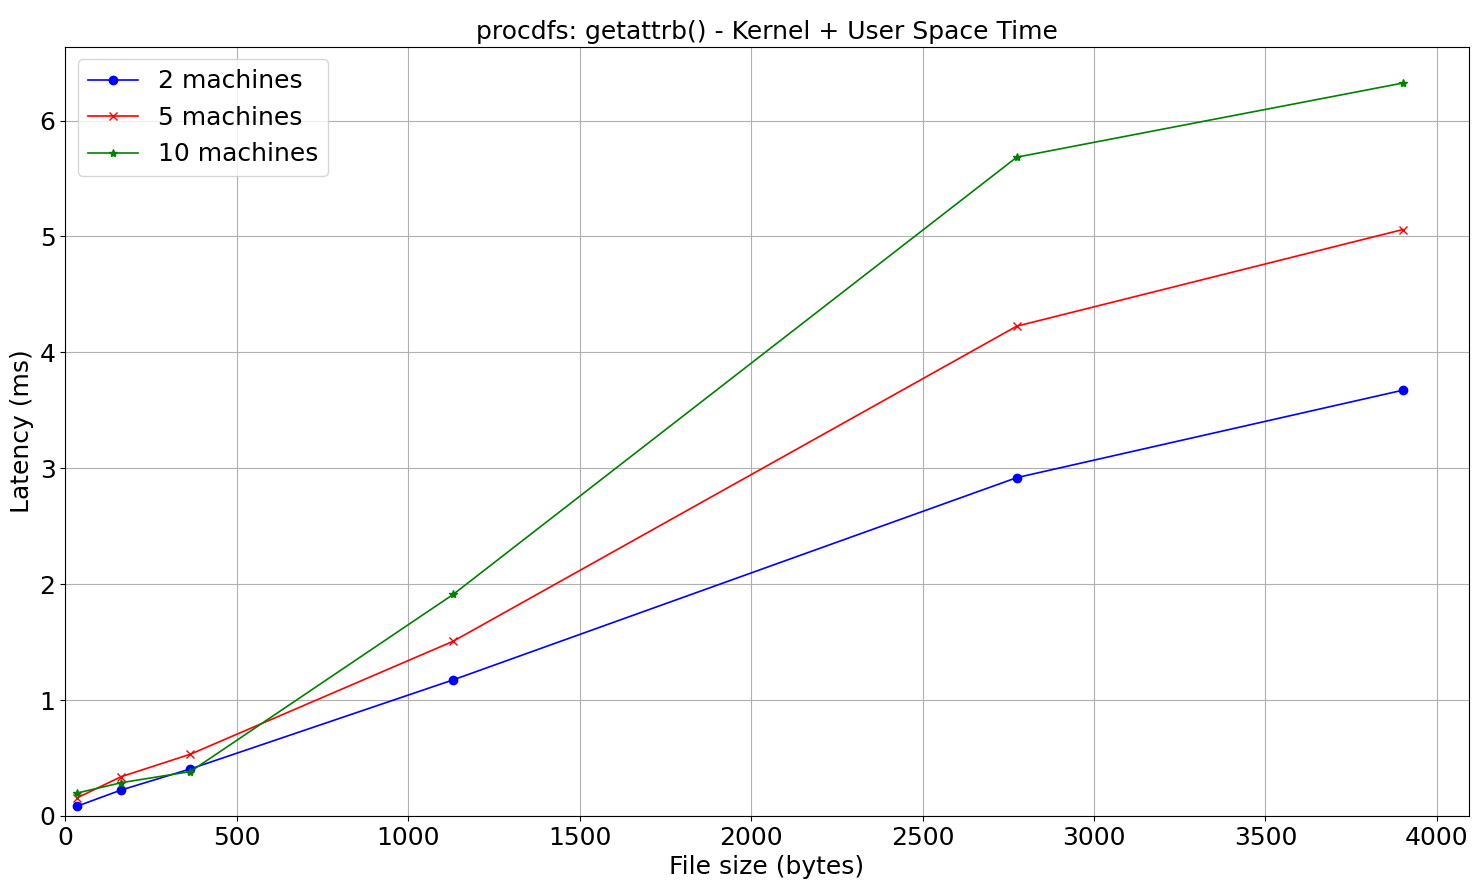 procdfs: getattrb() - Kernel + User Space Time
2 machines
5 machines
10 machines
Latency (ms)
6
5
4
3
2
1
0
0 500 1000 1500 2000 2500 3000 3500 4000
File size (bytes)